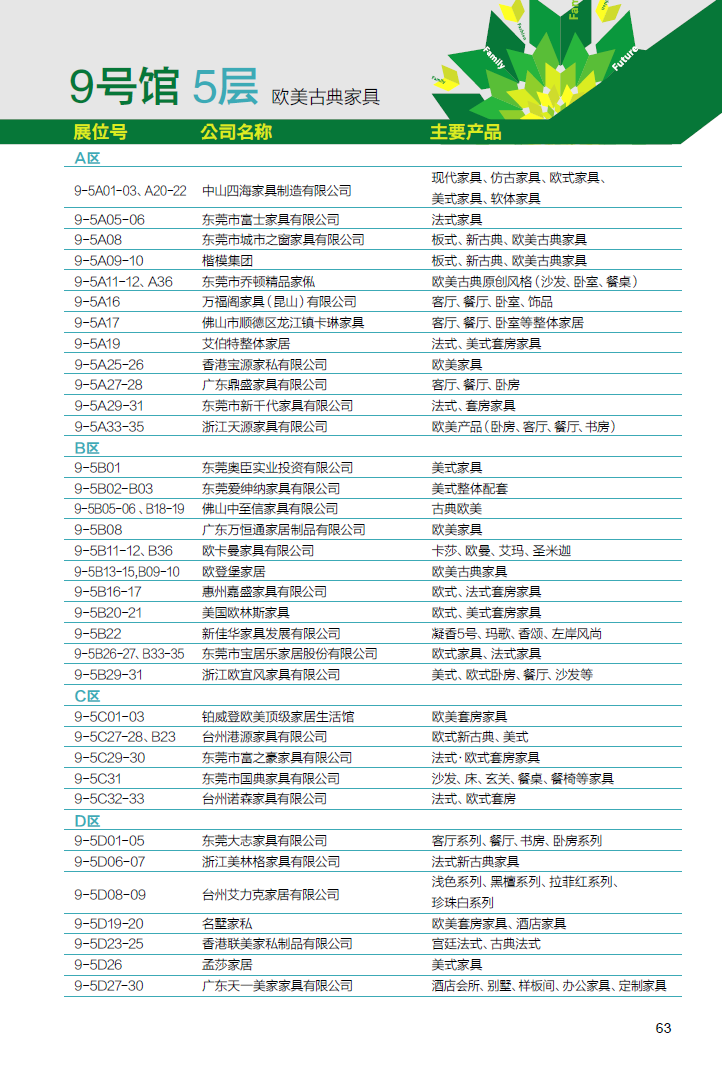 Family
Fashion
Family
Future
9号馆 5层 欧美古典家具
展位号 公司名称 主要产品
A区
9-5A01-03、A20-22 中山四海家具制造有限公司 现代家具、仿古家具、欧式家具、
美式家具、软体家具
9-5A05-06 东莞市富士家具有限公司 法式家具
9-5A08 东莞市城市之窗家具有限公司 板式、新古典、欧美古典家具
9-5A09-10 楷模集团 板式、新古典、欧美古典家具
9-5A11-12、A36 东莞市乔顿精品家俬 欧美古典原创风格（沙发、卧室、餐桌）
9-5A16 万福阁家具（昆山）有限公司 客厅、餐厅、卧室、饰品
9-5A17 佛山市顺德区龙江镇卡琳家具 客厅、餐厅、卧室等整体家居
9-5A19 艾伯特整体家居 法式、美式套房家具
9-5A25-26 香港宝源家私有限公司 欧美家具
9-5A27-28 广东鼎盛家具有限公司 客厅、餐厅、卧房
9-5A29-31 东莞市新千代家具有限公司 法式、套房家具
9-5A33-35 浙江天源家具有限公司 欧美产品（卧房、客厅、餐厅、书房）
B区
9-5B01 东莞奥臣实业投资有限公司 美式家具
9-5B02-B03 东莞爱绅纳家具有限公司 美式整体配套
9-5B05-06、B18-19 佛山中至信家具有限公司 古典欧美
9-5B08 广东万恒通家居制品有限公司 欧美家具
9-5B11-12、B36 欧卡曼家具有限公司 卡莎、欧曼、艾玛、圣米迦
9-5B13-15,B09-10 欧登堡家居 欧美古典家具
9-5B16-17 惠州嘉盛家具有限公司 欧式、法式套房家具
9-5B20-21 美国欧林斯家具 欧式、美式套房家具
9-5B22 新佳华家具发展有限公司 凝香5号、玛歌、香颂、左岸风尚
9-5B26-27、B33-35 东莞市宝居乐家居股份有限公司 欧式家具、法式家具
9-5B29-31 浙江欧宜风家具有限公司 美式、欧式卧房、餐厅、沙发等
C区
9-5C01-03 铂威登欧美顶级家居生活馆 欧美套房家具
9-5C27-28、B23 台州港源家具有限公司 欧式新古典、美式
9-5C29-30 东莞市富之豪家具有限公司 法式·欧式套房家具
9-5C31 东莞市国典家具有限公司 沙发、床、玄关、餐桌、餐椅等家具
9-5C32-33 台州诺森家具有限公司 法式、欧式套房
D区
9-5D01-05 东莞大志家具有限公司 客厅系列、餐厅、书房、卧房系列
9-5D06-07 浙江美林格家具有限公司 法式新古典家具
9-5D08-09 台州艾力克家居有限公司 浅色系列、黑檀系列、拉菲红系列、
珍珠白系列
9-5D19-20 名墅家私 欧美套房家具、酒店家具
9-5D23-25 香港联美家私制品有限公司 宫廷法式、古典法式
9-5D26 孟莎家居 美式家具
9-5D27-30 广东天一美家家具有限公司 酒店会所、别墅、样板间、办公家具、定制家具
63